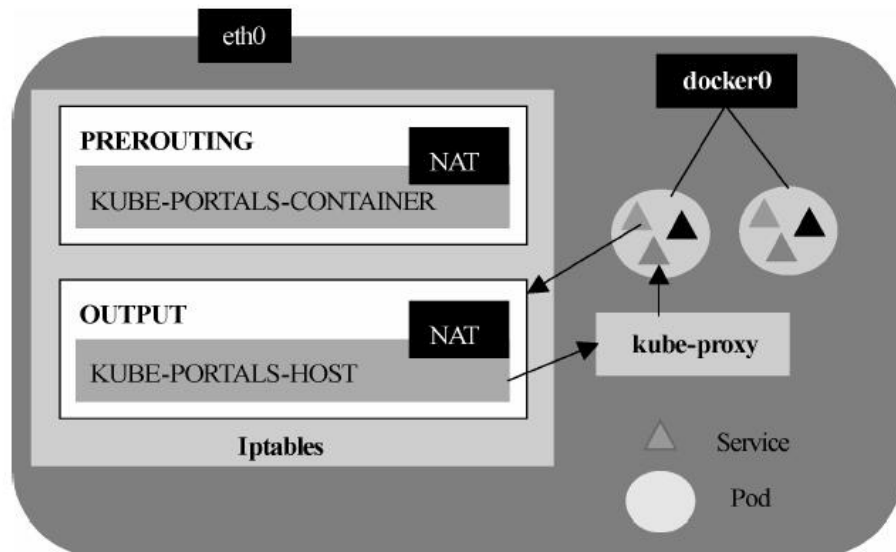 eth0
docker0
PREROUTING
NAT
KUBE-PORTALS-CONTAINER
OUTPUT
NAT
KUBE-PORTALS-HOST
kube-proxy
Iptables
Service
Pod